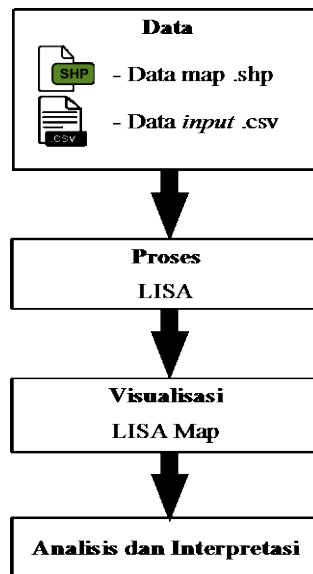 Data
SHP - Data map .shp
.CSV - Data input .csv
Proses
LISA
Visualisasi
LISA Map
Analisis dan Interpretasi